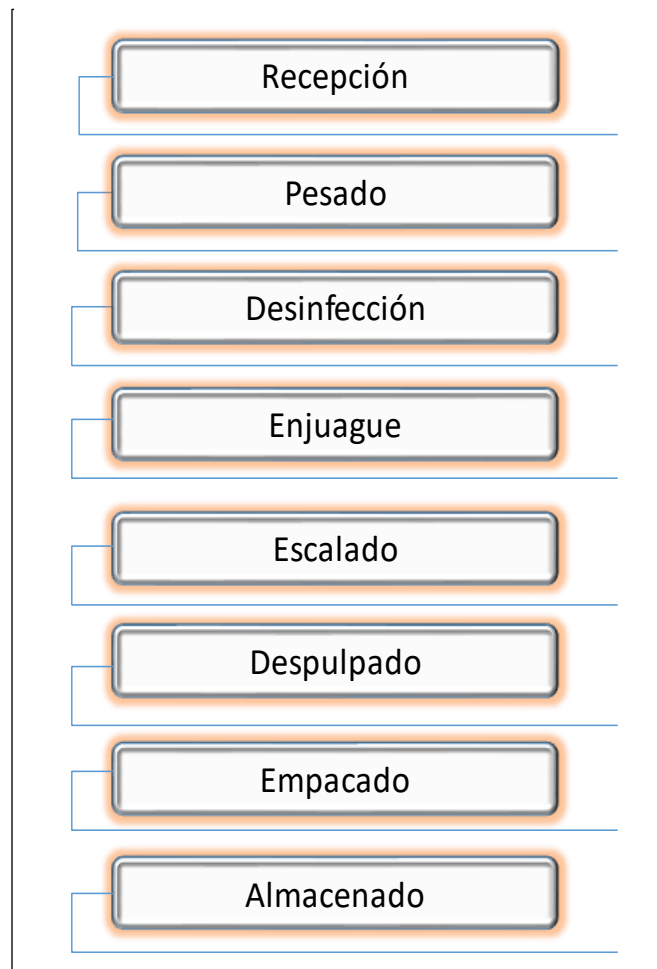 Recepción
Pesado
Desinfección
Enjuague
Escalado
Despulpado
Empacado
Almacenado